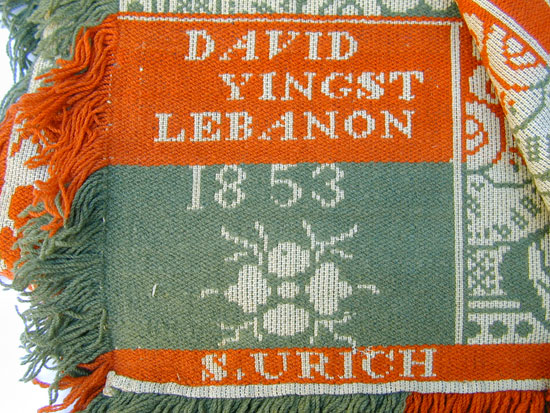 DAVID
YINGST
LEBANON
1853
S. URICH